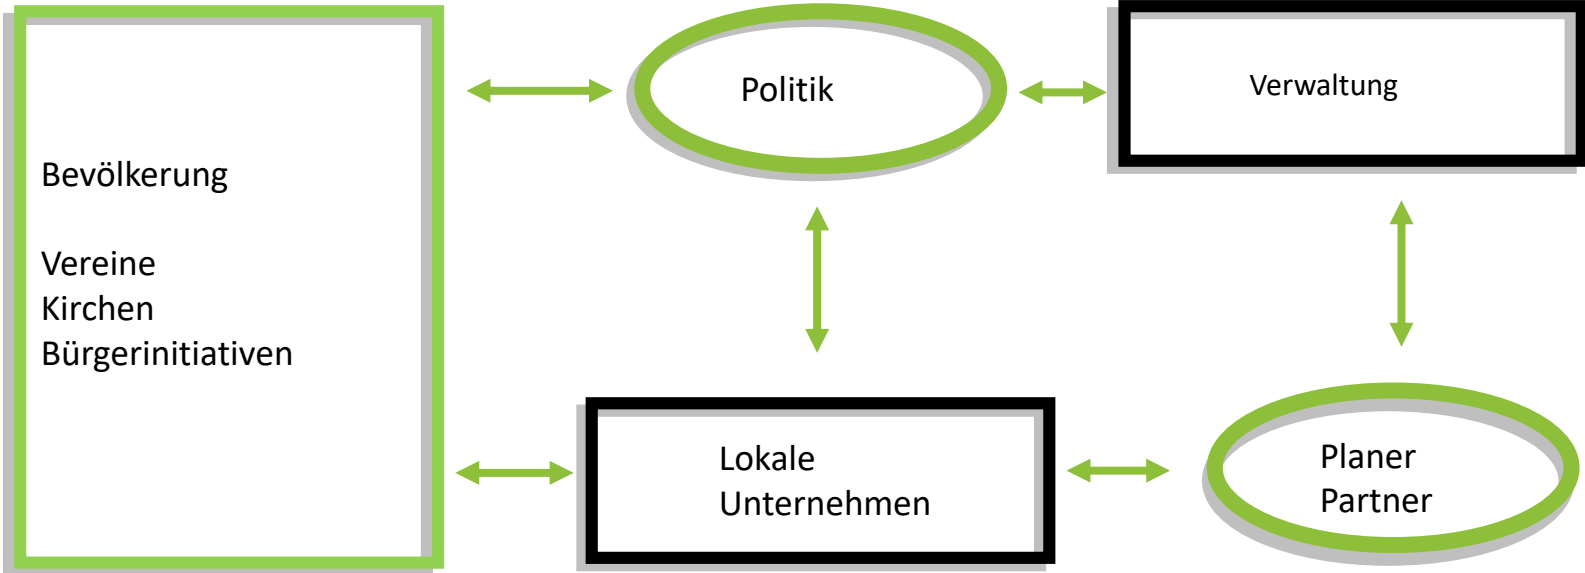 Politik
Verwaltung
Bevölkerung
Vereine
Kirchen
Bürgerinitiativen
Lokale
Unternehmen
Planer
Partner